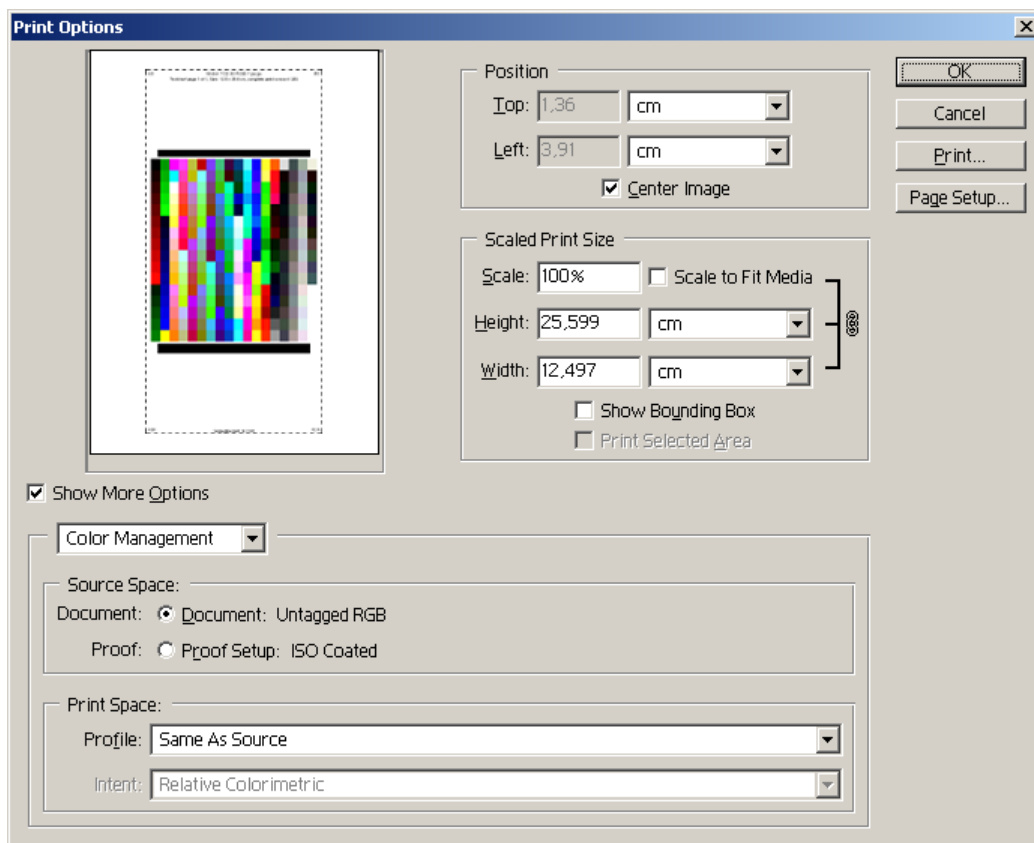 Print Options
Position
Top: 1,36 cm
Left: 3,91 cm
Center Image
OK
Cancel
Print...
Page Setup...
Scaled Print Size
Scale: 100% Scale to Fit Media
Height: 25,599 cm
Width: 12,497 cm
Show Bounding Box
Print Selected Area
Show More Options
Color Management
Source Space:
Document: Document: Untagged RGB
Proof: Proof Setup: ISO Coated
Print Space:
Profile: Same As Source
Intent: Relative Colorimetric